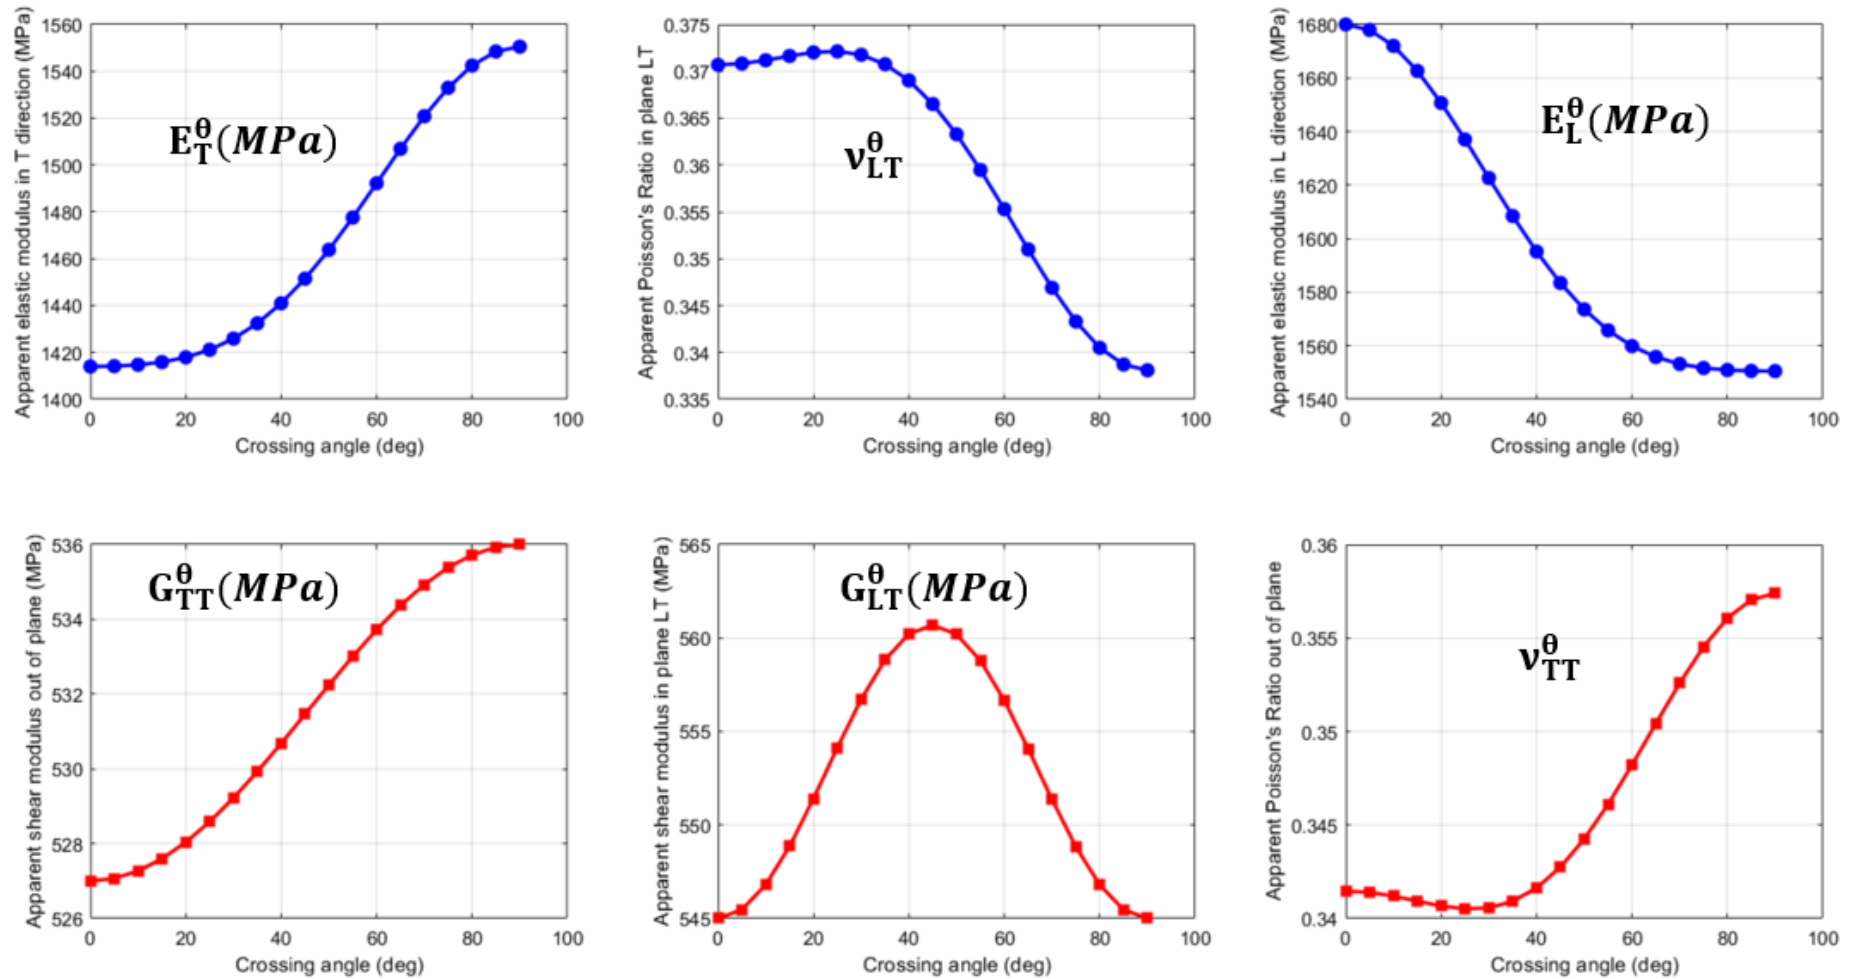 Apparent elastic modulus in T direction (MPa)
1560
1540
1520
1500
1480
1460
1440
1420
1400
E_T^θ(MPa)
0 20 40 60 80 100
Crossing angle (deg)
Apparent Poisson's Ratio in plane LT
0.375
0.37
0.365
0.36
0.355
0.35
0.345
0.34
0.335
ν_LT^θ
0 20 40 60 80 100
Crossing angle (deg)
Apparent elastic modulus in L direction (MPa)
1680
1660
1640
1620
1600
1580
1560
1540
E_L^θ(MPa)
0 20 40 60 80 100
Crossing angle (deg)
Apparent shear modulus out of plane (MPa)
536
534
532
530
528
526
G_TT^θ(MPa)
0 20 40 60 80 100
Crossing angle (deg)
Apparent shear modulus in plane LT (MPa)
565
560
555
550
545
G_LT^θ(MPa)
0 20 40 60 80 100
Crossing angle (deg)
Apparent Poisson's Ratio out of plane
0.36
0.355
0.35
0.345
0.34
ν_TT^θ
0 20 40 60 80 100
Crossing angle (deg)